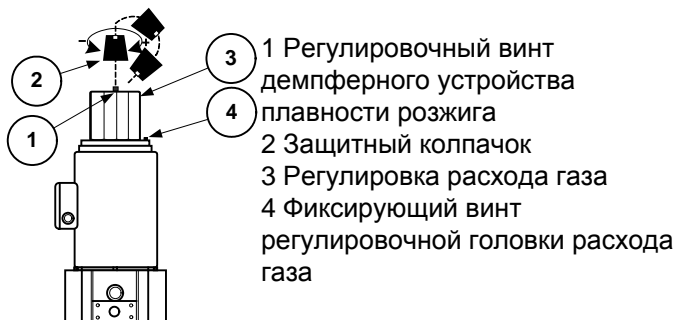 2
1
3
4
1 Регулировочный винт
демпферного устройства
плавности розжига
2 Защитный колпачок
3 Регулировка расхода газа
4 Фиксирующий винт
регулировочной головки расхода
газа